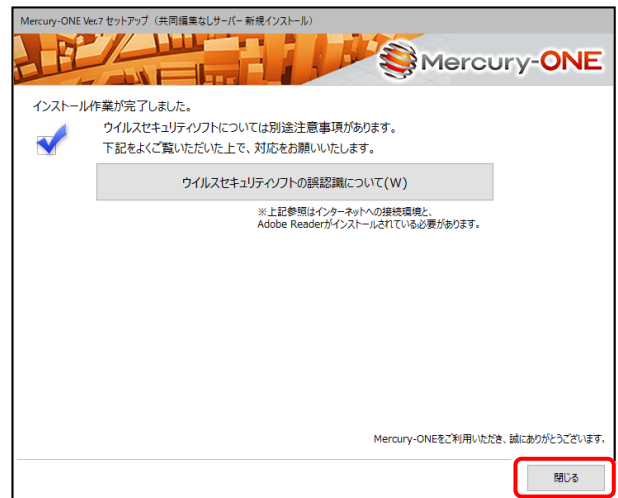 Mercury-ONE Ver.7 セットアップ（共同編集なしサーバー 新規インストール）
Mercury-ONE
インストール作業が完了しました。
ウイルスセキュリティソフトについては別途注意事項があります。
下記をよくご覧いただいた上で、対応をお願いいたします。
ウイルスセキュリティソフトの誤認識について(W)
※上記参照はインターネットへの接続環境と、
Adobe Readerがインストールされている必要があります。
Mercury-ONEをご利用いただき、誠にありがとうございます。
閉じる